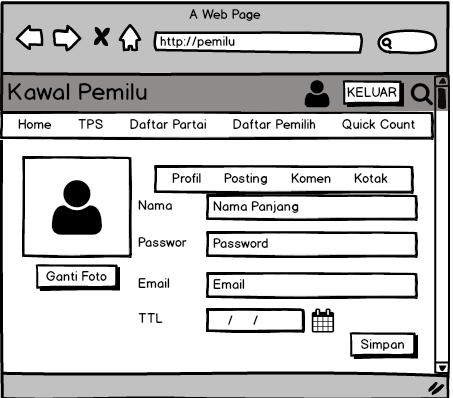 A Web Page
http://pemilu
Kawal Pemilu
KELUAR
Home TPS Daftar Partai Daftar Pemilih Quick Count
Profil Posting Komen Kotak
Nama Nama Panjang
Passwor Password
Ganti Foto
Email Email
TTL / /
Simpan